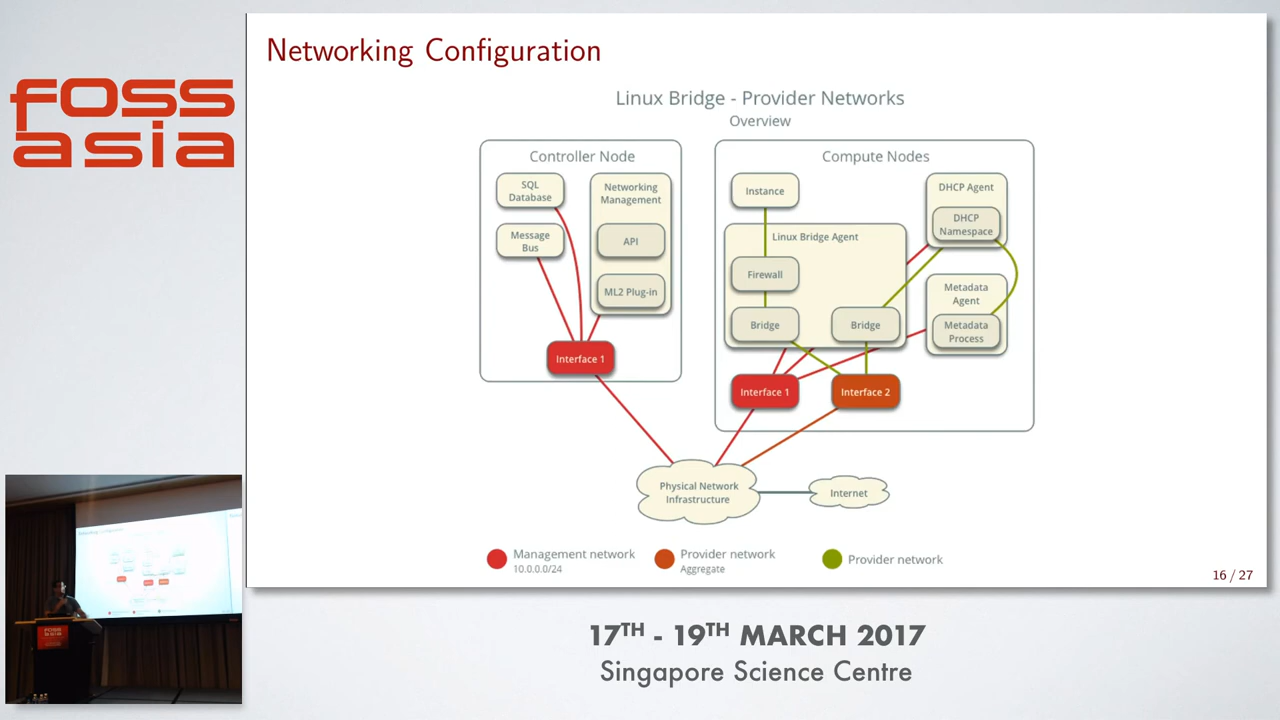 foss
asia
Networking Configuration
Linux Bridge - Provider Networks
Overview
Controller Node
SQL
Database
Message
Bus
Networking
Management
API
ML2 Plug-in
Interface 1
Compute Nodes
Instance
Linux Bridge Agent
Firewall
Bridge
Bridge
DHCP Agent
DHCP
Namespace
Metadata
Agent
Metadata
Process
Interface 1
Interface 2
Physical Network
Infrastructure
Internet
Management network
10.0.0.0/24
Provider network
Aggregate
Provider network
16 / 27
17TH - 19TH MARCH 2017
Singapore Science Centre